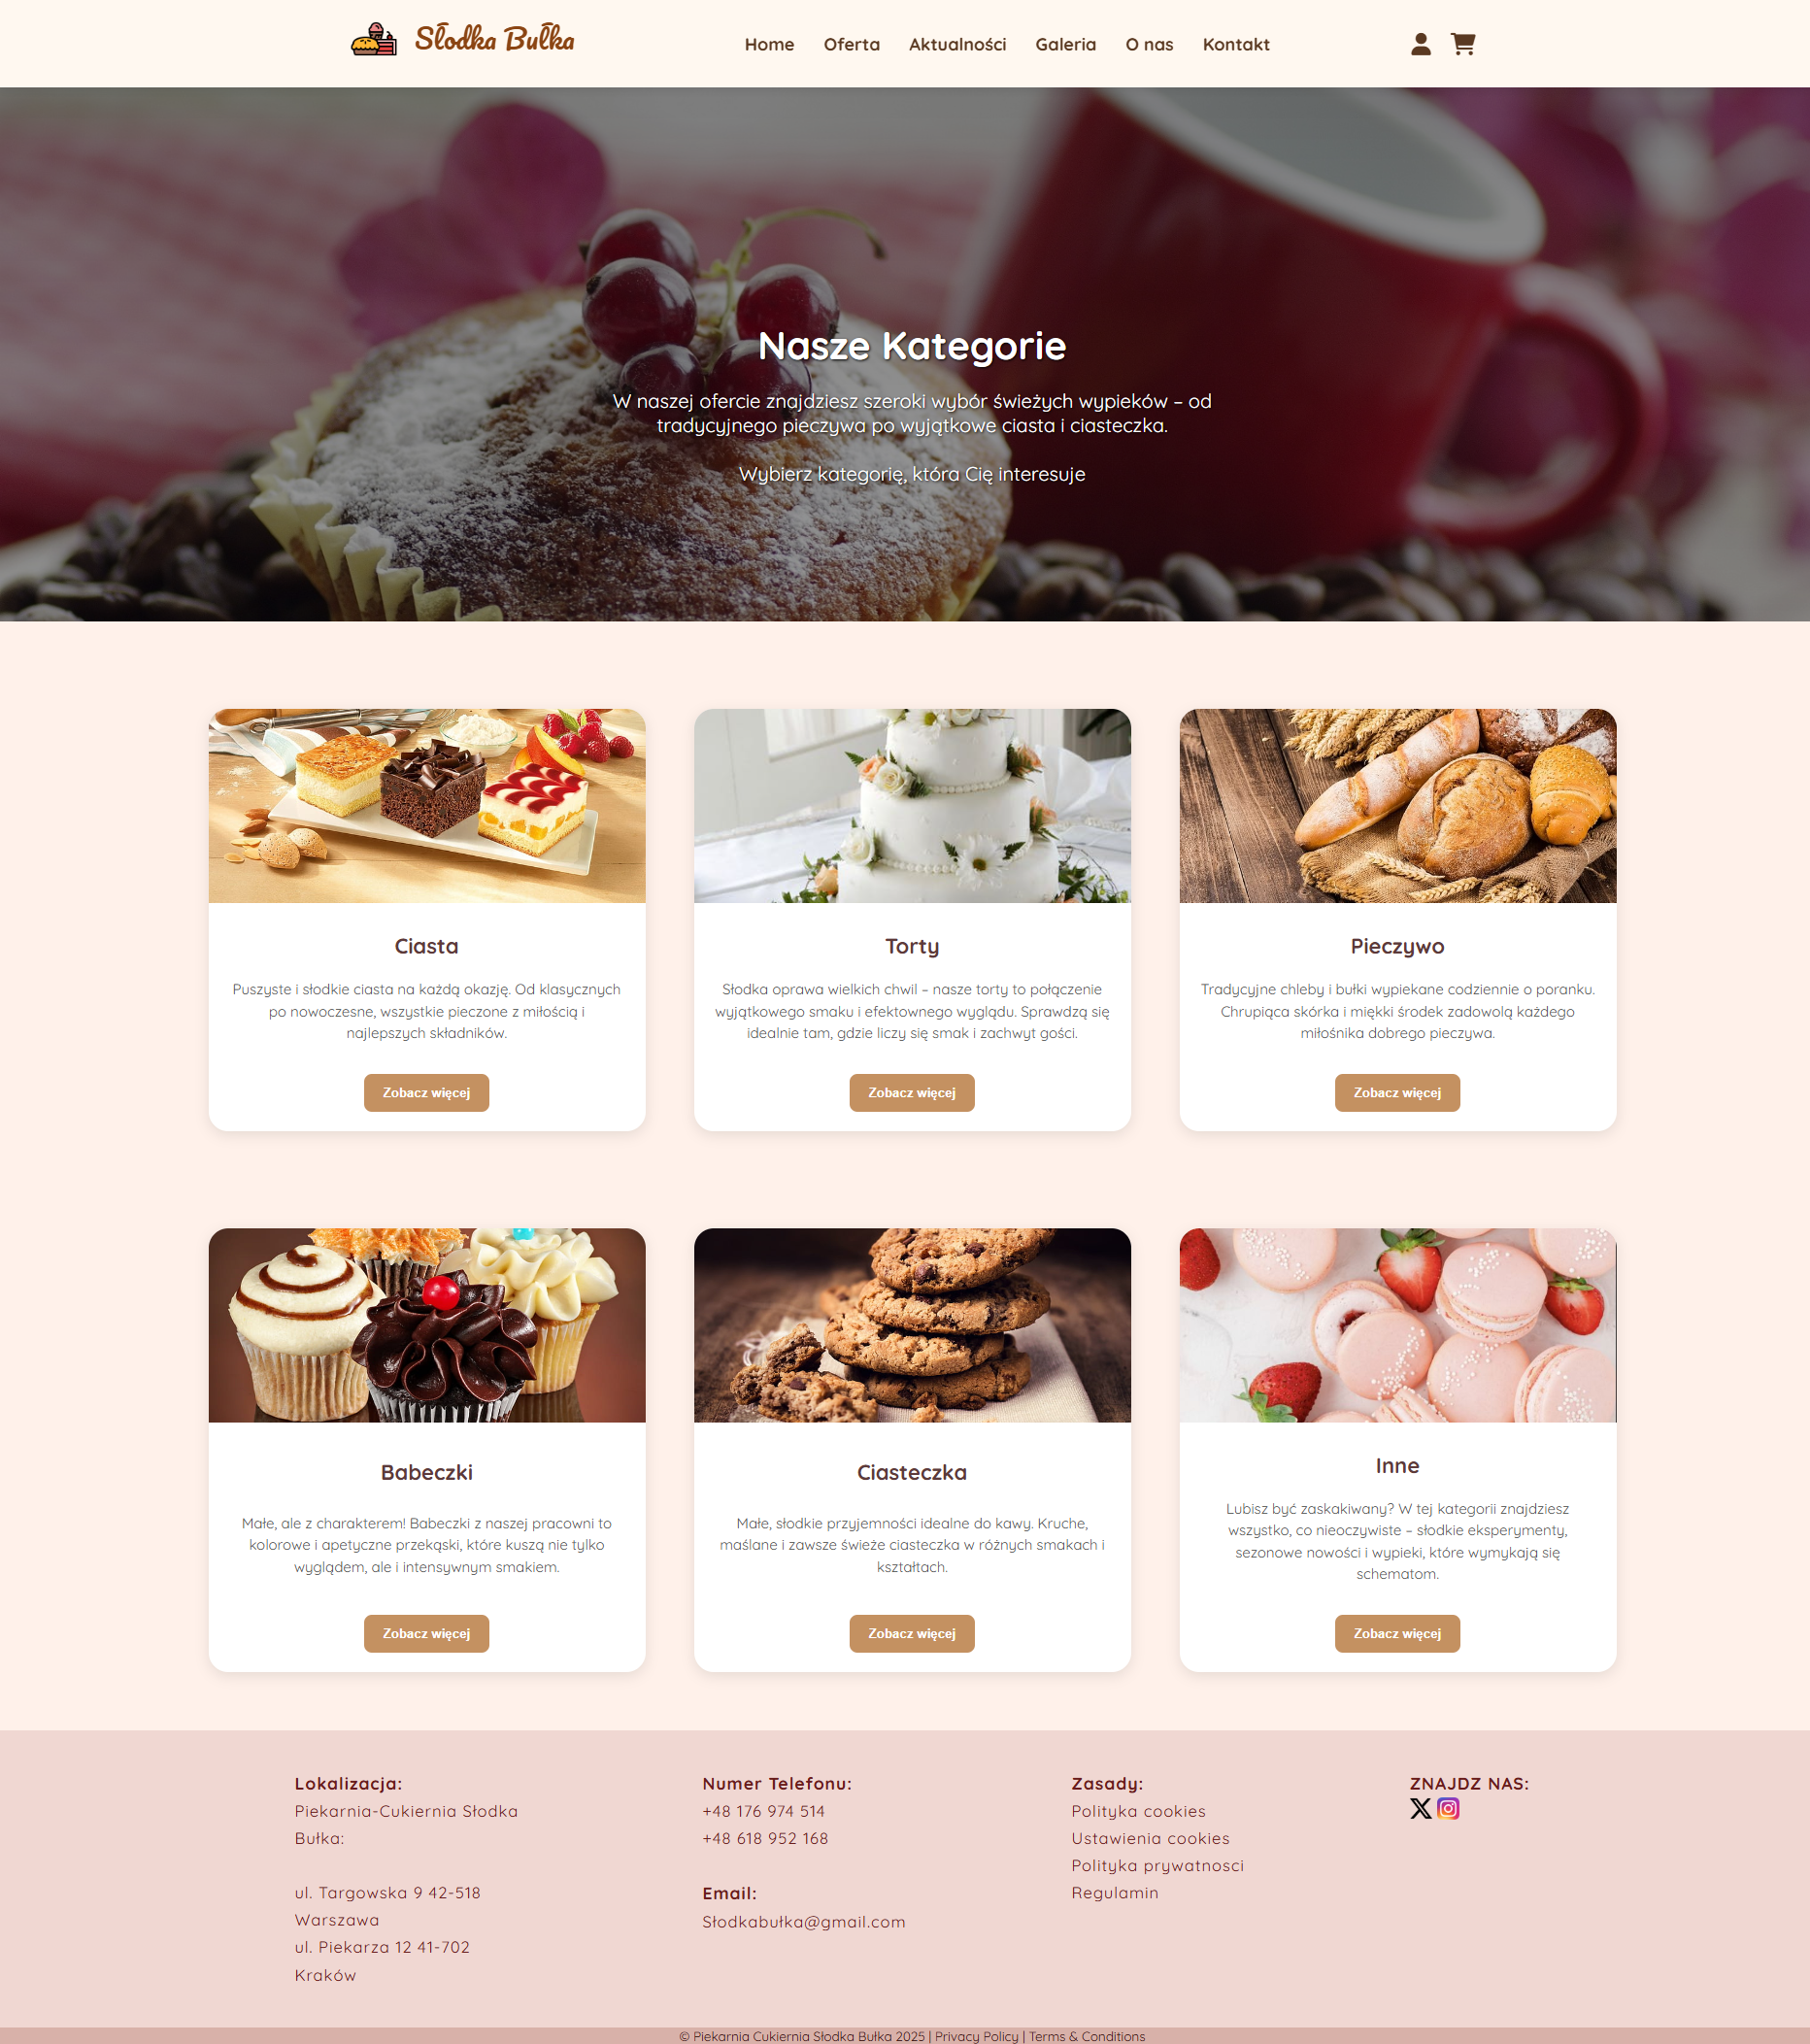 Słodka Bułka
Home Oferta Aktualności Galeria O nas Kontakt
Nasze Kategorie
W naszej ofercie znajdziesz szeroki wybór świeżych wypieków – od
tradycyjnego pieczywa po wyjątkowe ciasta i ciasteczka.
Wybierz kategorię, która Cię interesuje
Ciasta
Puszyste i słodkie ciasta na każdą okazję. Od klasycznych
po nowoczesne, wszystkie pieczone z miłością i
najlepszych składników.
Zobacz więcej
Torty
Słodka oprawa wielkich chwil – nasze torty to połączenie
wyjątkowego smaku i efektownego wyglądu. Sprawdzą się
idealnie tam, gdzie liczy się smak i zachwyt gości.
Zobacz więcej
Pieczywo
Tradycyjne chleby i bułki wypiekane codziennie o poranku.
Chrupiąca skórka i miękki środek zadowolą każdego
miłośnika dobrego pieczywa.
Zobacz więcej
Babeczki
Małe, ale z charakterem! Babeczki z naszej pracowni to
kolorowe i apetyczne przekąski, które kuszą nie tylko
wyglądem, ale i intensywnym smakiem.
Zobacz więcej
Ciasteczka
Małe, słodkie przyjemności idealne do kawy. Kruche,
maślane i zawsze świeże ciasteczka w różnych smakach i
kształtach.
Zobacz więcej
Inne
Lubisz być zaskakiwany? W tej kategorii znajdziesz
wszystko, co nieoczywiste – słodkie eksperymenty,
sezonowe nowości i wypieki, które wymykają się
schematom.
Zobacz więcej
Lokalizacja:
Piekarnia-Cukiernia Słodka
Bułka:
ul. Targowska 9 42-518
Warszawa
ul. Piekarza 12 41-702
Kraków
Numer Telefonu:
+48 176 974 514
+48 618 952 168
Email:
Słodkabułka@gmail.com
Zasady:
Polityka cookies
Ustawienia cookies
Polityka prywatnosci
Regulamin
ZNAJDZ NAS:
© Piekarnia Cukiernia Słodka Bułka 2025 | Privacy Policy | Terms & Conditions